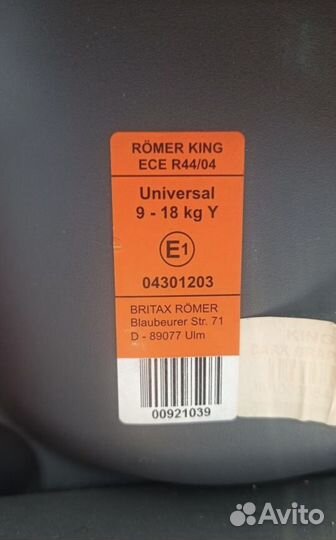 RÖMER KING
ECE R44/04
Universal
9 - 18 kg Y
E1
04301203
BRITAX RÖMER
Blaubeurer Str. 71
D - 89077 Ulm
00921039
Avito